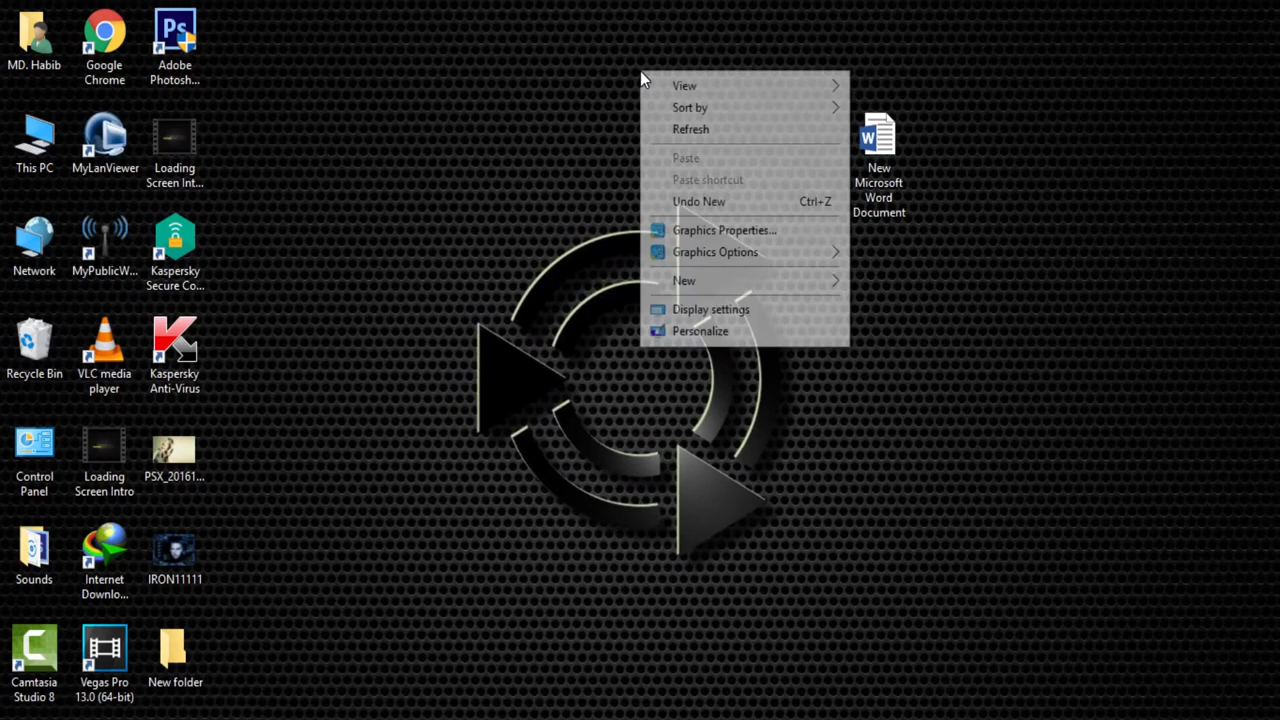 MD. Habib
Google
Chrome
Adobe
Photosh...
Ps
This PC
MyLanViewer
Loading
Screen Int...
Network
MyPublicW...
Kaspersky
Secure Co...
Recycle Bin
VLC media
player
Kaspersky
Anti-Virus
Control
Panel
Loading
Screen Intro
PSX_20161...
Sounds
Internet
Downlo...
IRON11111
Camtasia
Studio 8
Vegas Pro
13.0 (64-bit)
New folder
View
Sort by
Refresh
Paste
Paste shortcut
Undo New Ctrl+Z
Graphics Properties...
Graphics Options
New
Display settings
Personalize
W
New
Microsoft
Word
Document